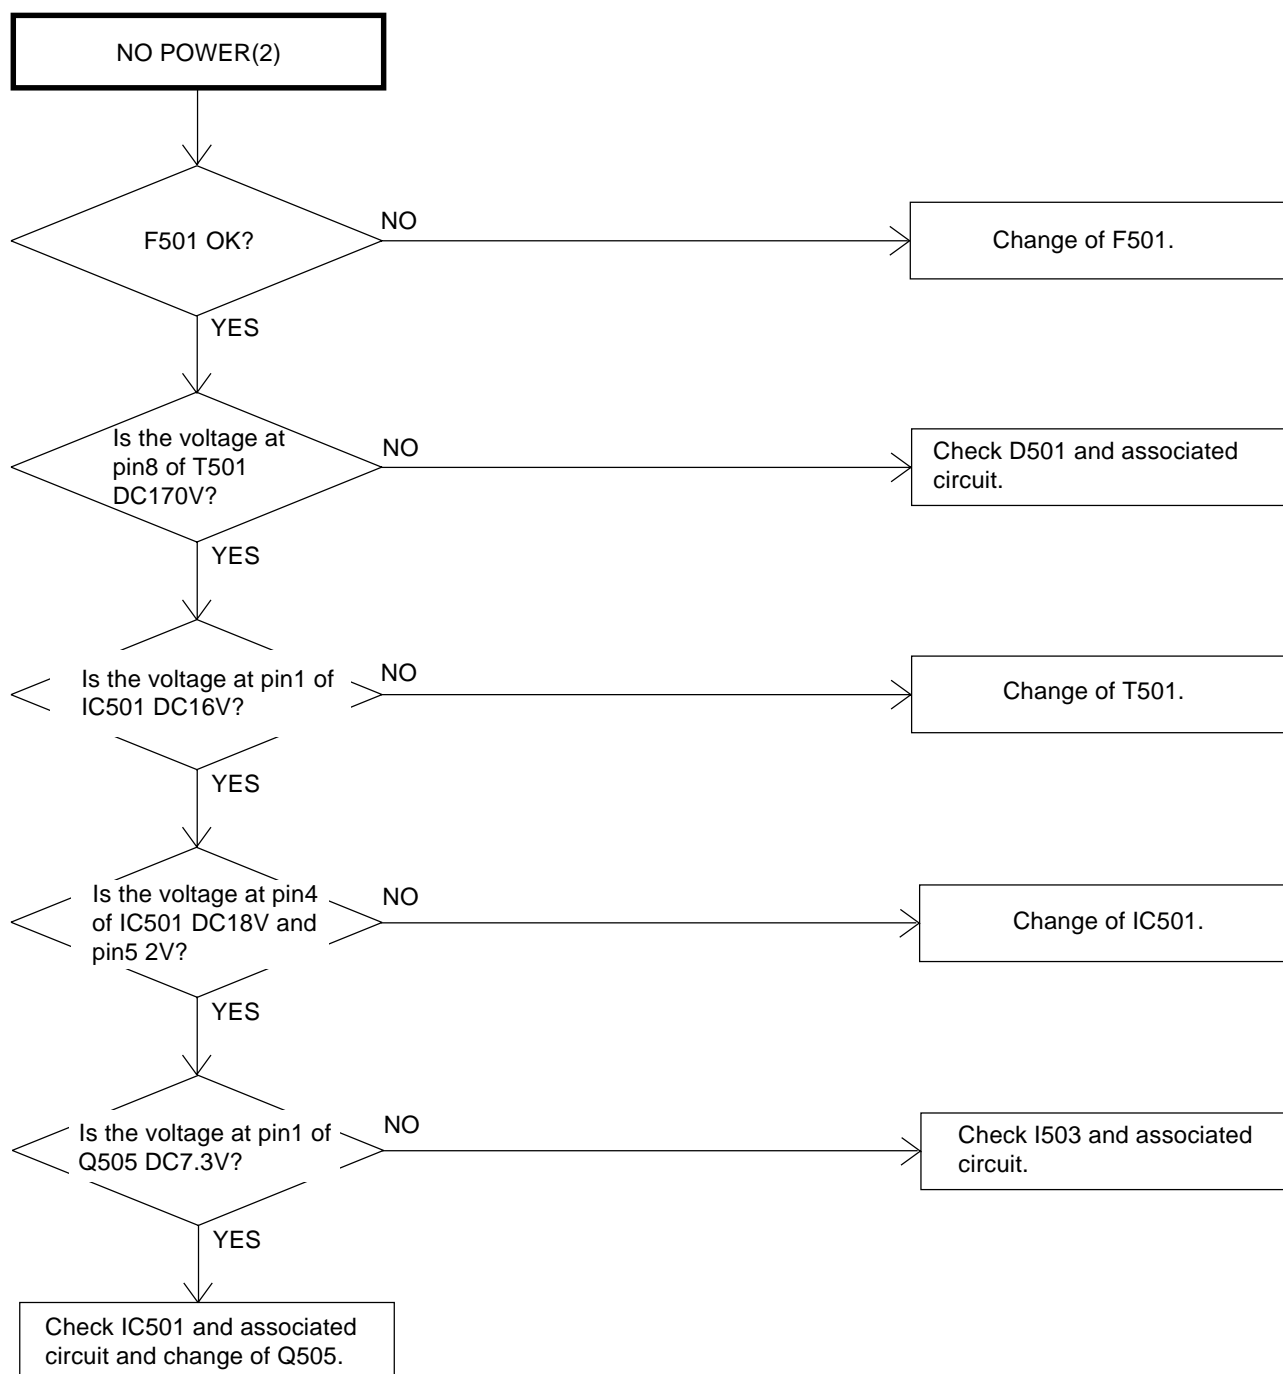 NO POWER(2)
F501 OK?
NO
Change of F501.
YES
Is the voltage at
pin8 of T501
DC170V?
NO
Check D501 and associated
circuit.
YES
Is the voltage at pin1 of
IC501 DC16V?
NO
Change of T501.
YES
Is the voltage at pin4
of IC501 DC18V and
pin5 2V?
NO
Change of IC501.
YES
Is the voltage at pin1 of
Q505 DC7.3V?
NO
Check I503 and associated
circuit.
YES
Check IC501 and associated
circuit and change of Q505.